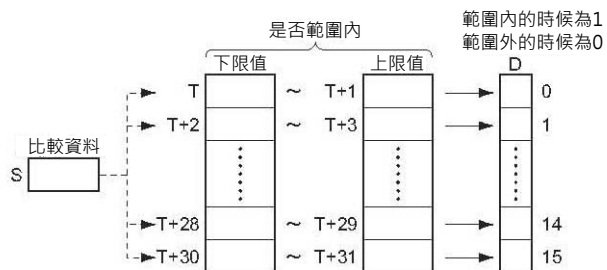 範圍內的時候為1
範圍外的時候為0
是否範圍內
下限值 上限值 D
T ~ T+1 0
T+2 ~ T+3 1
比較資料
S
T+28 ~ T+29 14
T+30 ~ T+31 15